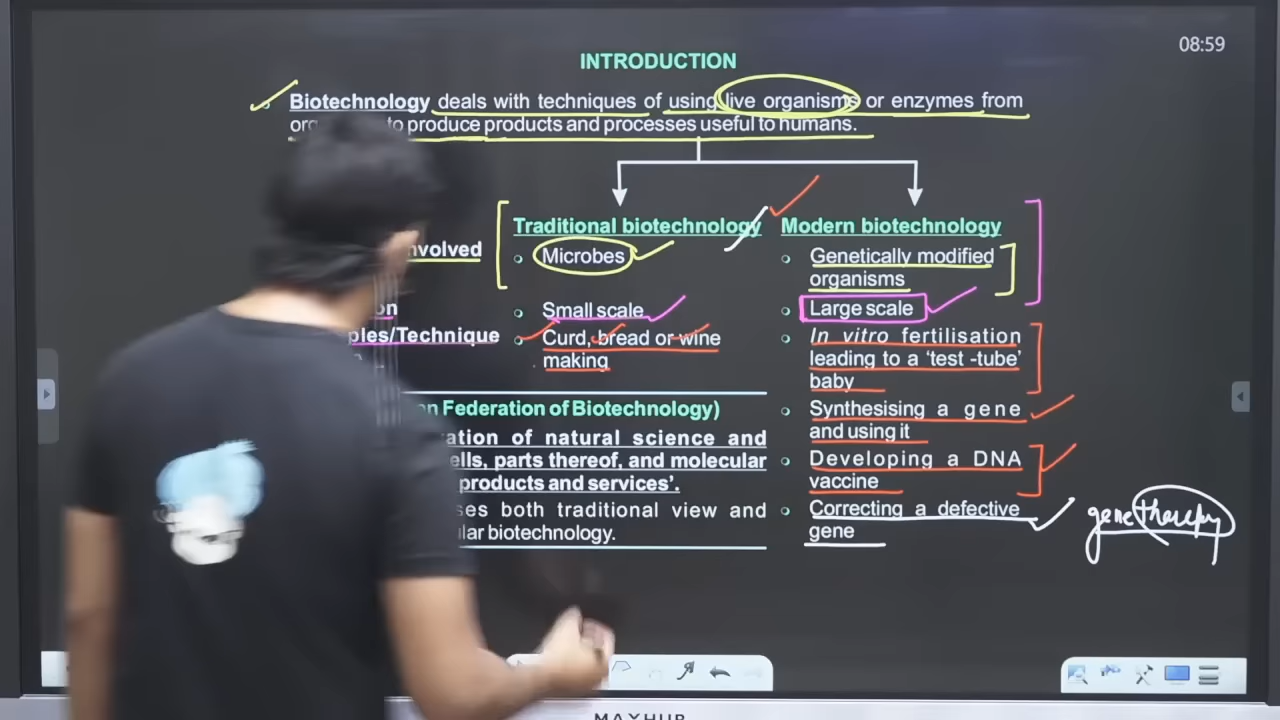 08:59
INTRODUCTION
Biotechnology deals with techniques of using live organisms or enzymes from
to produce products and processes useful to humans.
Traditional biotechnology
Modern biotechnology
nvolved
Microbes
Genetically modified
organisms
on
Small scale
Large scale
ples/Technique
Curd, bread or wine
making
In vitro fertilisation
leading to a ‘test -tube’
baby
on Federation of Biotechnology)
Synthesising a gene
and using it
ation of natural science and
ells, parts thereof, and molecular
products and services’.
Developing a DNA
vaccine
ses both traditional view and
lar biotechnology.
Correcting a defective
gene
gene therapy
MAXHUB